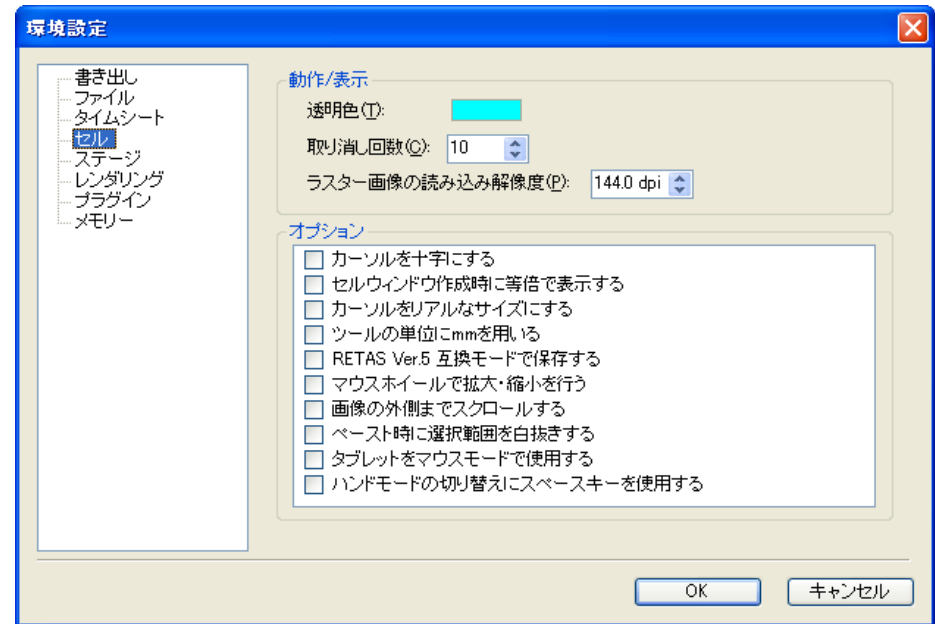 環境設定
書き出し
ファイル
タイムシート
セル
ステージ
レンダリング
プラグイン
メモリー
動作/表示
透明色(T):
取り消し回数(C): 10
ラスター画像の読み込み解像度(P): 144.0 dpi
オプション
カーソルを十字にする
セルウィンドウ作成時に等倍で表示する
カーソルをリアルなサイズにする
ツールの単位にmmを用いる
RETAS Ver.5 互換モードで保存する
マウスホイールで拡大・縮小を行う
画像の外側までスクロールする
ペースト時に選択範囲を白抜きする
タブレットをマウスモードで使用する
ハンドモードの切り替えにスペースキーを使用する
OK キャンセル